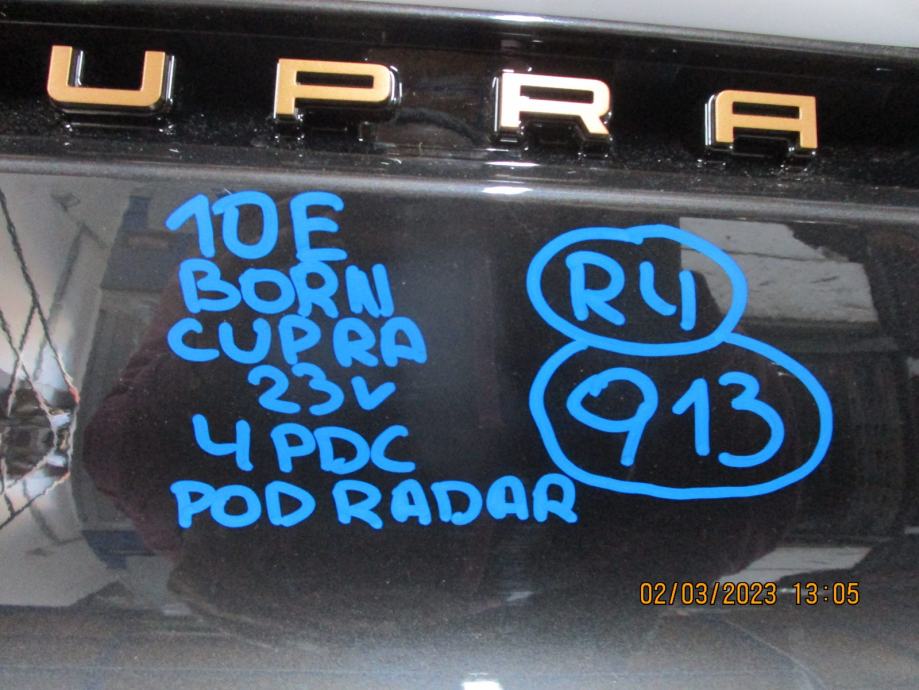 UPRA
10E
BORN
CUPRA
23v
4 PDC
POD RADAR
R4
913
02/03/2023 13:05